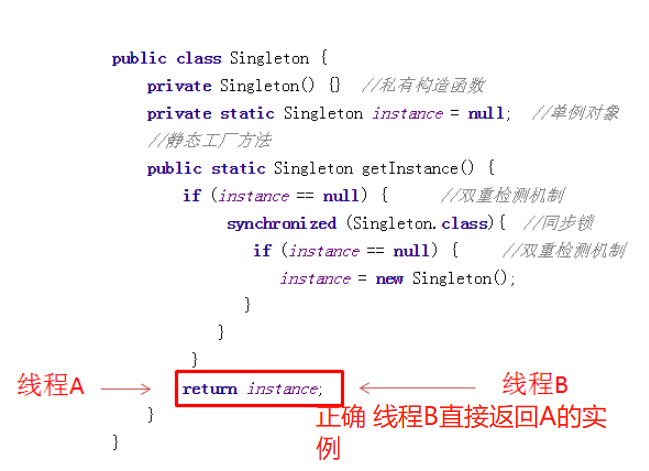 public class Singleton {
private Singleton() {}  //私有构造函数
private static Singleton instance = null;  //单例对象
//静态工厂方法
public static Singleton getInstance() {
if (instance == null) {      //双重检测机制
synchronized (Singleton.class){  //同步锁
if (instance == null) {     //双重检测机制
instance = new Singleton();
}
}
}
线程A
return instance;
线程B
正确 线程B直接返回A的实
例
}
}